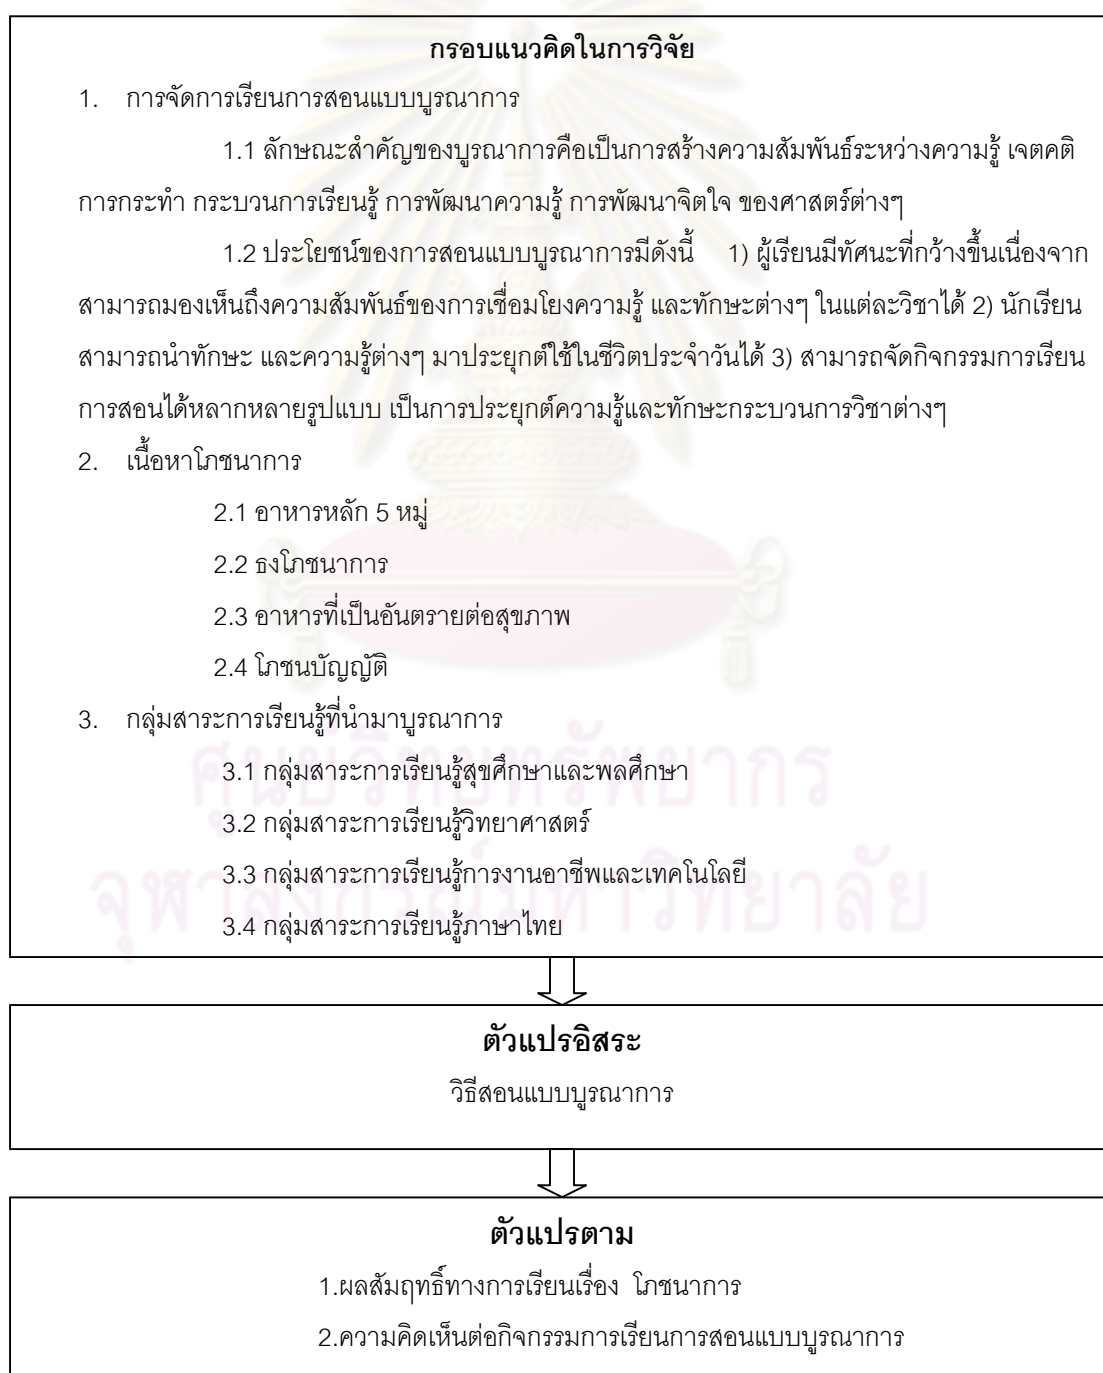 กรอบแนวคิดในการวิจัย
1. การจัดการเรียนการสอนแบบบูรณาการ
1.1 ลักษณะสำคัญของบูรณาการคือเป็นการสร้างความสัมพันธ์ระหว่างความรู้ เจตคติ
การกระทำ กระบวนการเรียนรู้ การพัฒนาความรู้ การพัฒนาจิตใจ ของศาสตร์ต่างๆ
1.2 ประโยชน์ของการสอนแบบบูรณาการมีดังนี้ 1) ผู้เรียนมีทัศนะที่กว้างขึ้นเนื่องจาก
สามารถมองเห็นถึงความสัมพันธ์ของการเชื่อมโยงความรู้ และทักษะต่างๆ ในแต่ละวิชาได้ 2) นักเรียน
สามารถนำทักษะ และความรู้ต่างๆ มาประยุกต์ใช้ในชีวิตประจำวันได้ 3) สามารถจัดกิจกรรมการเรียน
การสอนได้หลากหลายรูปแบบ เป็นการประยุกต์ความรู้และทักษะกระบวนการวิชาต่างๆ
2. เนื้อหาโภชนาการ
2.1 อาหารหลัก 5 หมู่
2.2 ธงโภชนาการ
2.3 อาหารที่เป็นอันตรายต่อสุขภาพ
2.4 โภชนบัญญัติ
3. กลุ่มสาระการเรียนรู้ที่นำมาบูรณาการ
ศูนย์วิทยทรัพยากร
3.1 กลุ่มสาระการเรียนรู้สุขศึกษาและพลศึกษา
3.2 กลุ่มสาระการเรียนรู้วิทยาศาสตร์
จุฬาลงกรณ์มหาวิทยาลัย
3.3 กลุ่มสาระการเรียนรู้การงานอาชีพและเทคโนโลยี
3.4 กลุ่มสาระการเรียนรู้ภาษาไทย
ตัวแปรอิสระ
วิธีสอนแบบบูรณาการ
ตัวแปรตาม
1.ผลสัมฤทธิ์ทางการเรียนเรื่อง โภชนาการ
2.ความคิดเห็นต่อกิจกรรมการเรียนการสอนแบบบูรณาการ